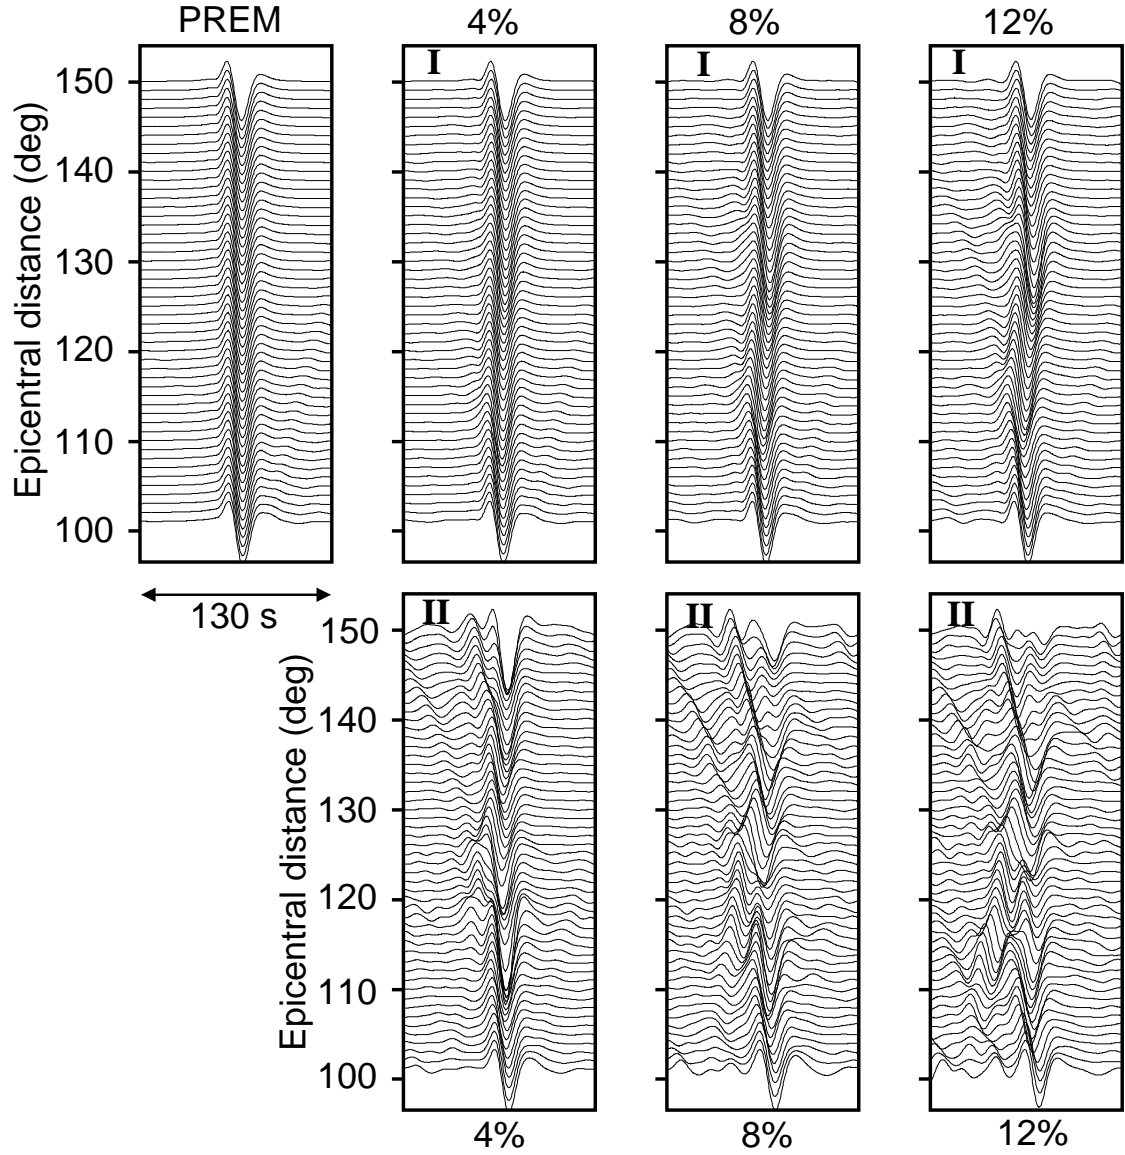 PREM 4% 8% 12%
I I I
150
140
130
120
110
100
Epicentral distance (deg)
130 s
II II II
150
140
130
120
110
100
Epicentral distance (deg)
4% 8% 12%